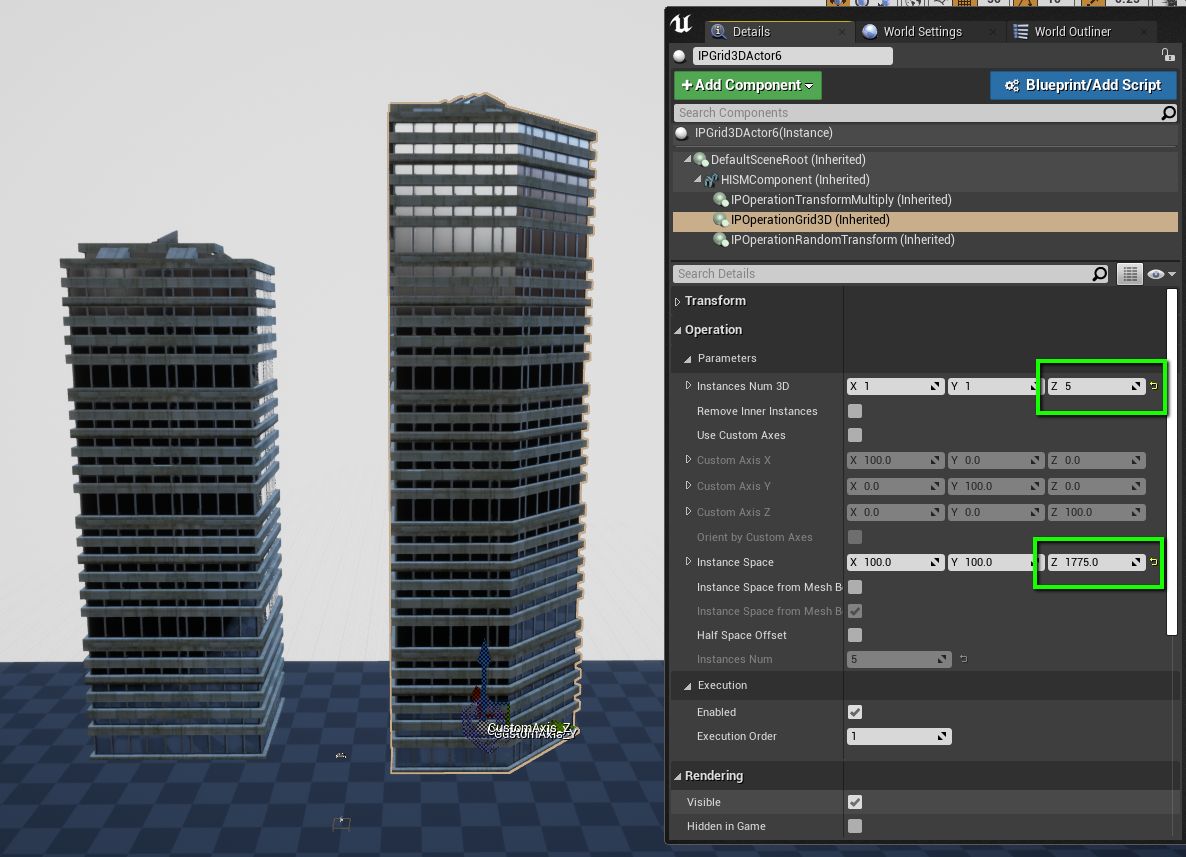 Details
World Settings
World Outliner
IPGrid3DActor6
+Add Component
Blueprint/Add Script
Search Components
IPGrid3DActor6(Instance)
DefaultSceneRoot (Inherited)
HISMComponent (Inherited)
IPOperationTransformMultiply (Inherited)
IPOperationGrid3D (Inherited)
IPOperationRandomTransform (Inherited)
Search Details
Transform
Operation
Parameters
Instances Num 3D X 1 Y 1 Z 5
Remove Inner Instances
Use Custom Axes
Custom Axis X X 100.0 Y 0.0 Z 0.0
Custom Axis Y X 0.0 Y 100.0 Z 0.0
Custom Axis Z X 0.0 Y 0.0 Z 100.0
Orient by Custom Axes
Instance Space X 100.0 Y 100.0 Z 1775.0
Instance Space from Mesh B
Instance Space from Mesh B
Half Space Offset
Instances Num 5
Execution
Enabled
Execution Order 1
Rendering
Visible
Hidden in Game
CustomAxis_Z
CustomAxis_Y